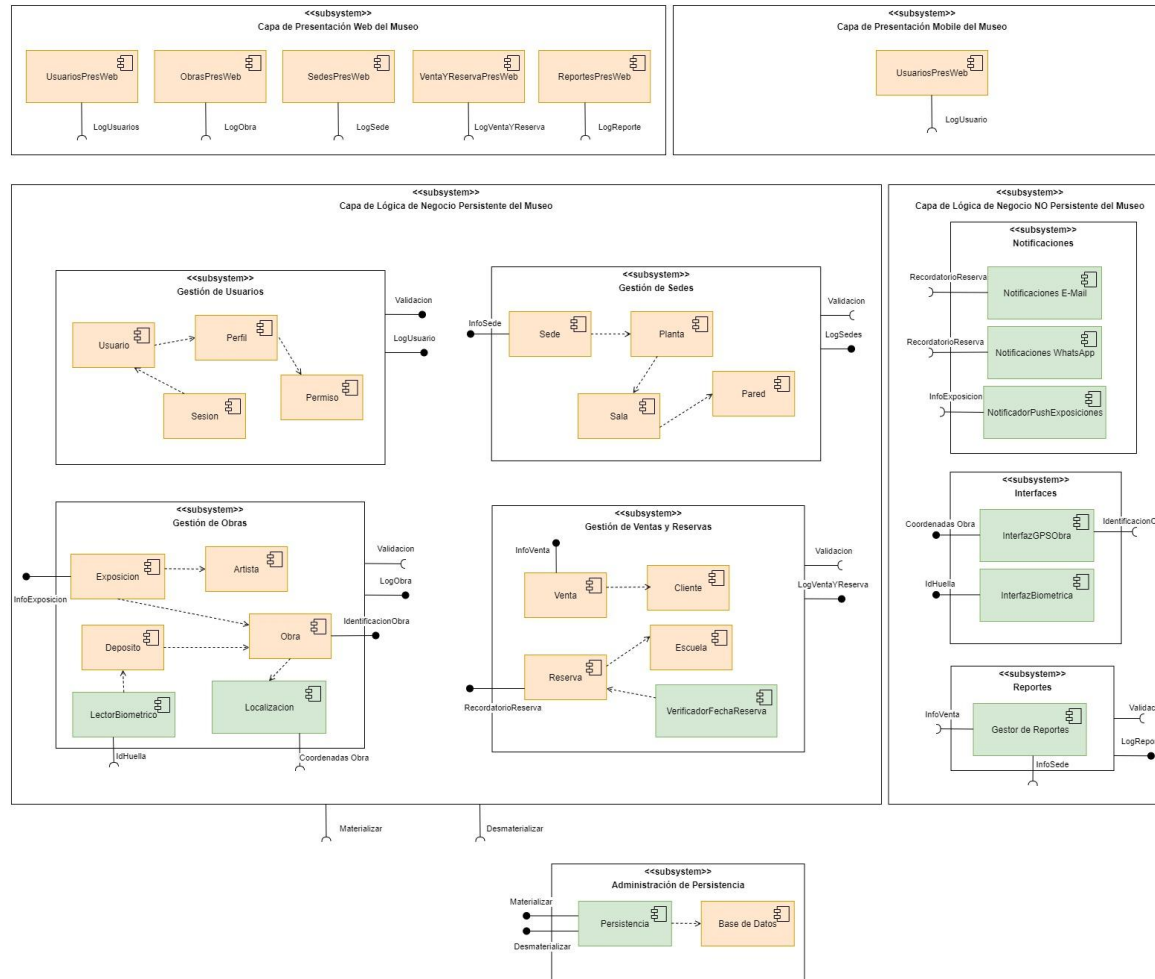 <<subsystem>>
Capa de Presentación Web del Museo
UsuariosPresWeb
ObrasPresWeb
SedesPresWeb
VentaYReservaPresWeb
ReportesPresWeb
LogUsuarios
LogObra
LogSede
LogVentaYReserva
LogReporte
<<subsystem>>
Capa de Presentación Mobile del Museo
UsuariosPresWeb
LogUsuario
<<subsystem>>
Capa de Lógica de Negocio Persistente del Museo
<<subsystem>>
Gestión de Usuarios
Usuario
Perfil
Permiso
Sesion
Validacion
LogUsuario
<<subsystem>>
Gestión de Sedes
InfoSede
Sede
Planta
Sala
Pared
Validacion
LogSedes
<<subsystem>>
Gestión de Obras
Exposicion
Artista
InfoExposicion
Obra
Deposito
LectorBiometrico
Localizacion
IdHuella
Coordenadas Obra
Validacion
LogObra
IdentificacionObra
<<subsystem>>
Gestión de Ventas y Reservas
InfoVenta
Venta
Cliente
Escuela
Reserva
RecordatorioReserva
VerificadorFechaReserva
Validacion
LogVentaYReserva
Materializar
Desmaterializar
<<subsystem>>
Capa de Lógica de Negocio NO Persistente del Museo
<<subsystem>>
Notificaciones
RecordatorioReserva
Notificaciones E-Mail
RecordatorioReserva
Notificaciones WhatsApp
InfoExposicion
NotificadorPushExposiciones
<<subsystem>>
Interfaces
Coordenadas Obra
InterfazGPSObra
IdentificacionO
IdHuella
InterfazBiometrica
<<subsystem>>
Reportes
InfoVenta
Gestor de Reportes
InfoSede
Validac
LogRepor
<<subsystem>>
Administración de Persistencia
Materializar
Desmaterializar
Persistencia
Base de Datos